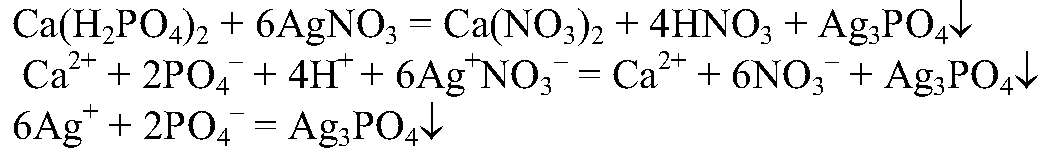 Ca(H₂PO₄)₂ + 6AgNO₃ = Ca(NO₃)₂ + 4HNO₃ + Ag₃PO₄↓
Ca²⁺ + 2PO₄⁻ + 4H⁺ + 6Ag⁺NO₃⁻ = Ca²⁺ + 6NO₃⁻ + Ag₃PO₄↓
6Ag⁺ + 2PO₄⁻ = Ag₃PO₄↓